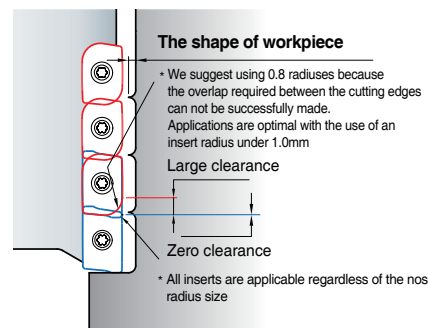 The shape of workpiece
* We suggest using 0.8 radiuses because
the overlap required between the cutting edges
can not be successfully made.
Applications are optimal with the use of an
insert radius under 1.0mm
Large clearance
Zero clearance
* All inserts are applicable regardless of the nos
radius size